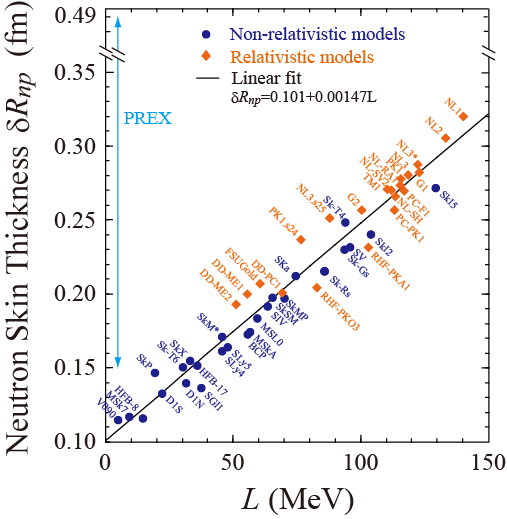 0.49
0.35
0.30
0.25
0.20
0.15
0.10
Neutron Skin Thickness δRnp (fm)
0
50
100
150
L (MeV)
Non-relativistic models
Relativistic models
Linear fit
δRnp=0.101+0.00147L
PREX
NL1
NL2
NL3*
NL3
PK1
NL-RA1
NL-SV2
TM1
G1
PC-F1
NL-SH
PC-PK1
SkI5
G2
Sk-T4
NL3.s25
PK1.s24
SkI2
SV
Sk-Gs
RHF-PKA1
SKa
Sk-Rs
RHF-PKO3
DD-PC1
FSUGold
DD-ME1
DD-ME2
SkMP
SkSM
SIV
MSL0
MSkA
BCP
SkM*
SLy5
SLy4
SkX
Sk-T6
SkP
HFB-17
SGII
D1N
D1S
HFB-8
MSk7
V090